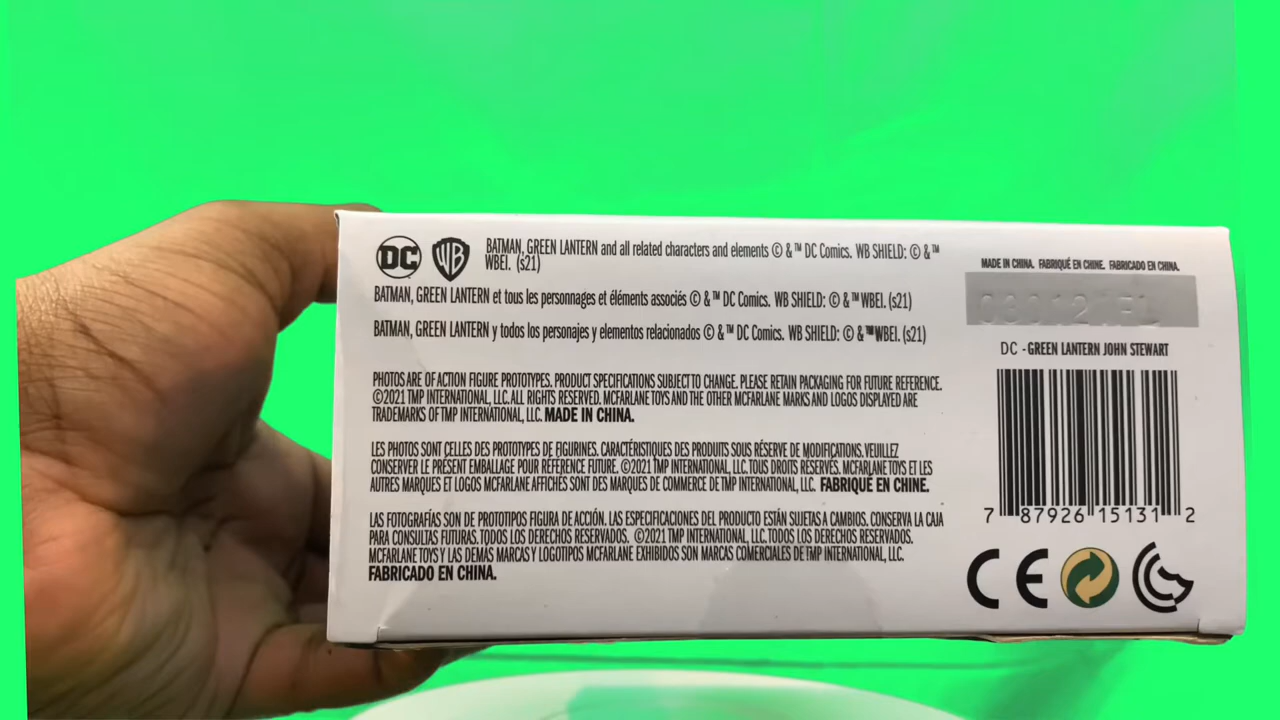 DC WB BATMAN, GREEN LANTERN and all related characters and elements © & ™ DC Comics. WB SHIELD: © & ™
WBEI. (s21)
BATMAN, GREEN LANTERN et tous les personnages et éléments associés © & ™ DC Comics. WB SHIELD: © & ™ WBEI. (s21)
BATMAN, GREEN LANTERN y todos los personajes y elementos relacionados © & ™ DC Comics. WB SHIELD: © & ™ WBEI. (s21)
PHOTOS ARE OF ACTION FIGURE PROTOTYPES. PRODUCT SPECIFICATIONS SUBJECT TO CHANGE. PLEASE RETAIN PACKAGING FOR FUTURE REFERENCE.
©2021 TMP INTERNATIONAL, LLC. ALL RIGHTS RESERVED. MCFARLANE TOYS AND THE OTHER MCFARLANE MARKS AND LOGOS DISPLAYED ARE
TRADEMARKS OF TMP INTERNATIONAL, LLC. MADE IN CHINA.
LES PHOTOS SONT CELLES DES PROTOTYPES DE FIGURINES. CARACTÉRISTIQUES DES PRODUITS SOUS RÉSERVE DE MODIFICATIONS. VEUILLEZ
CONSERVER LE PRÉSENT EMBALLAGE POUR RÉFÉRENCE FUTURE. ©2021 TMP INTERNATIONAL, LLC. TOUS DROITS RÉSERVÉS. MCFARLANE TOYS ET LES
AUTRES MARQUES ET LOGOS MCFARLANE AFFICHÉS SONT DES MARQUES DE COMMERCE DE TMP INTERNATIONAL, LLC. FABRIQUÉ EN CHINE.
LAS FOTOGRAFÍAS SON DE PROTOTIPOS FIGURA DE ACCIÓN. LAS ESPECIFICACIONES DEL PRODUCTO ESTÁN SUJETAS A CAMBIOS. CONSERVA LA CAJA
PARA CONSULTAS FUTURAS. TODOS LOS DERECHOS RESERVADOS. ©2021 TMP INTERNATIONAL, LLC. TODOS LOS DERECHOS RESERVADOS.
MCFARLANE TOYS Y LAS DEMÁS MARCAS Y LOGOTIPOS MCFARLANE EXHIBIDOS SON MARCAS COMERCIALES DE TMP INTERNATIONAL, LLC.
FABRICADO EN CHINA.
MADE IN CHINA. FABRIQUÉ EN CHINE. FABRICADO EN CHINA.
DC - GREEN LANTERN JOHN STEWART
7 87926 15131 2
CE